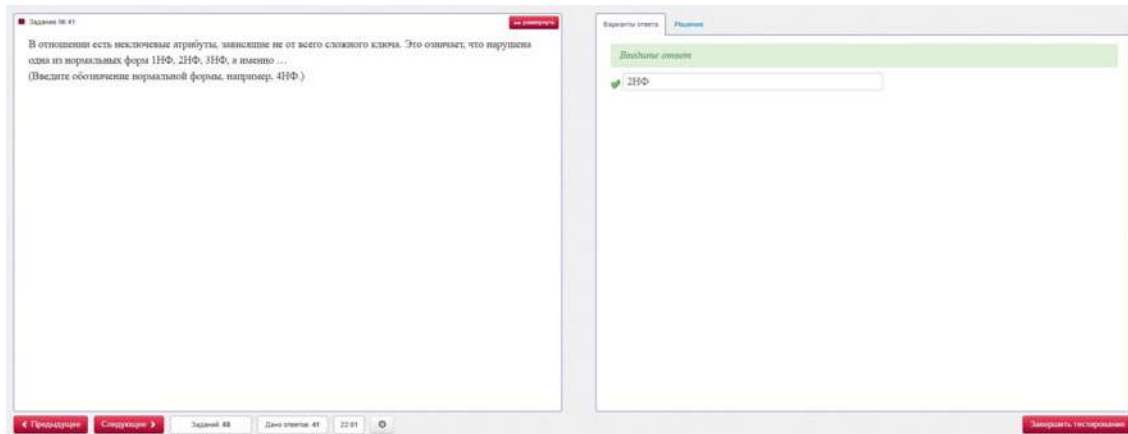 Задание № 41
развернуть
В отношении есть неключевые атрибуты, зависящие не от всего сложного ключа. Это означает, что нарушена
одна из нормальных форм 1НФ, 2НФ, 3НФ, а именно …
(Введите обозначение нормальной формы, например, 4НФ.)
Варианты ответа
Решение
Введите ответ
2НФ
Предыдущее
Следующее
Заданий 48
Дано ответов 41
22:01
Завершить тестирование